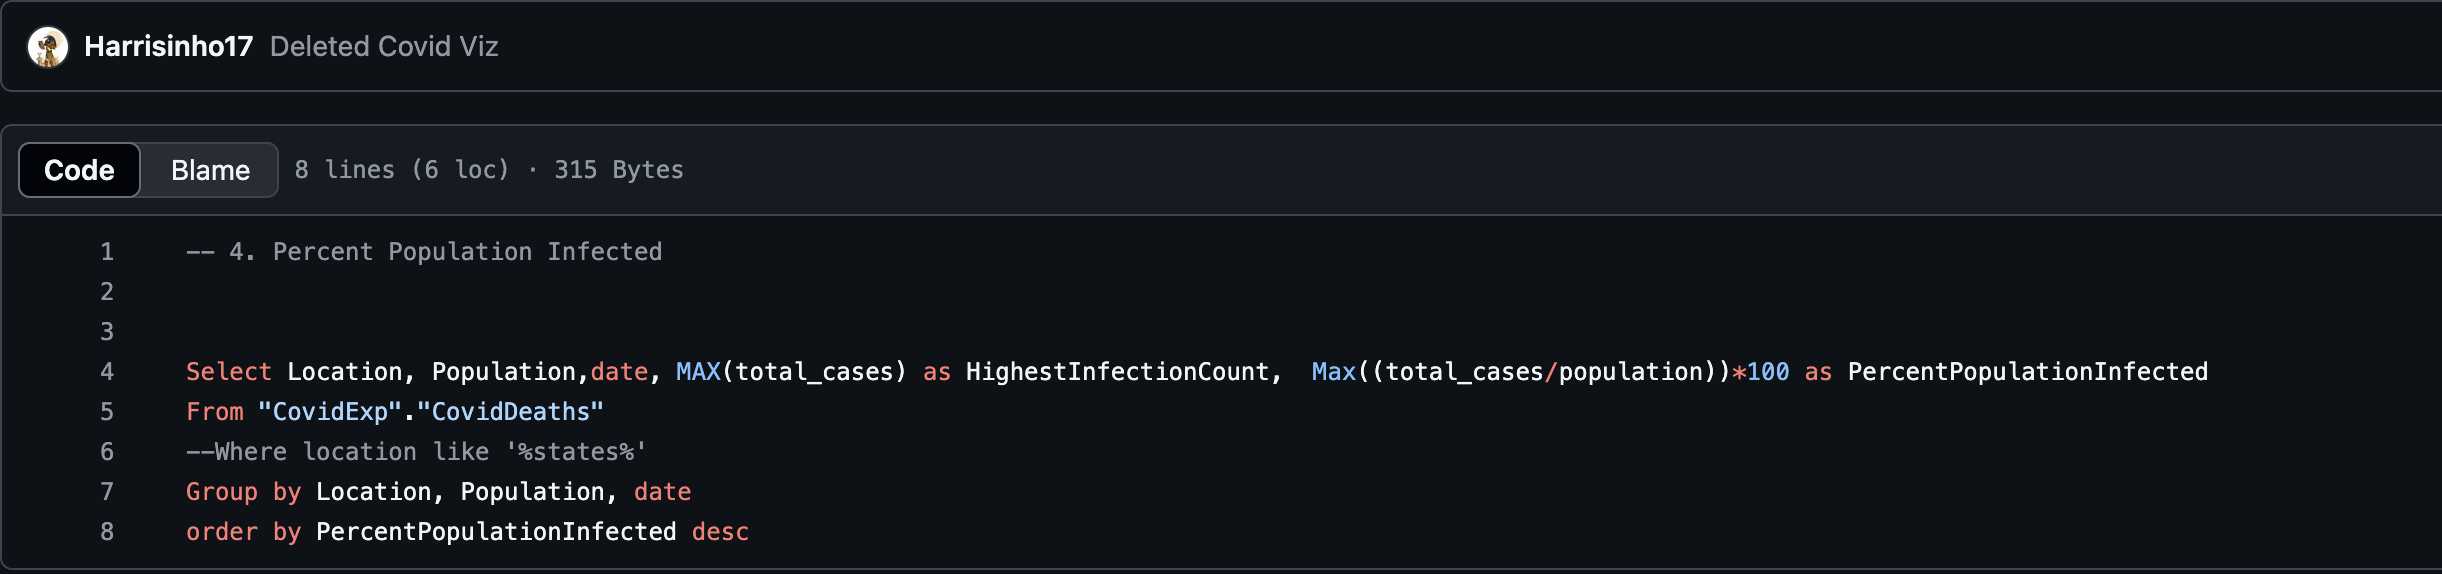 Harrisinho17 Deleted Covid Viz
Code Blame 8 lines (6 loc) · 315 Bytes
1 -- 4. Percent Population Infected
2
3
4 Select Location, Population,date, MAX(total_cases) as HighestInfectionCount,  Max((total_cases/population))*100 as PercentPopulationInfected
5 From "CovidExp"."CovidDeaths"
6 --Where location like '%states%'
7 Group by Location, Population, date
8 order by PercentPopulationInfected desc